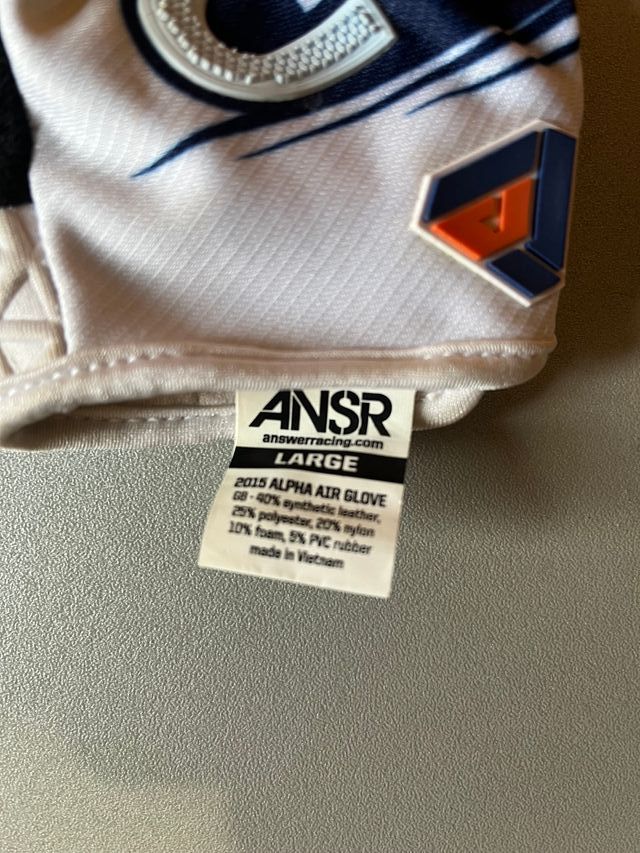 ANSR
answerracing.com
LARGE
2015 ALPHA AIR GLOVE
GB - 40% synthetic leather,
25% polyester, 20% nylon
10% foam, 5% PVC rubber
made in Vietnam